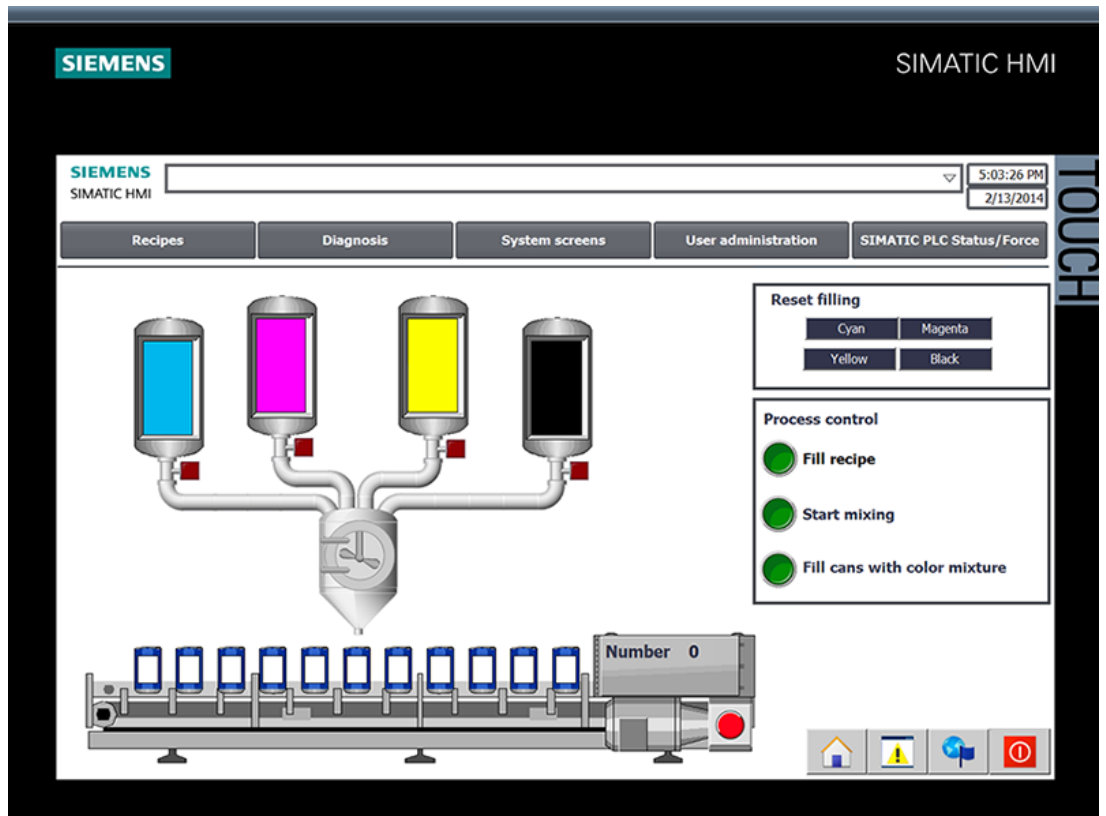 SIEMENS
SIMATIC HMI
TOUCH
SIEMENS
SIMATIC HMI
5:03:26 PM
2/13/2014
Recipes Diagnosis System screens User administration SIMATIC PLC Status/Force
Reset filling
Cyan Magenta
Yellow Black
Process control
Fill recipe
Start mixing
Fill cans with color mixture
Number 0